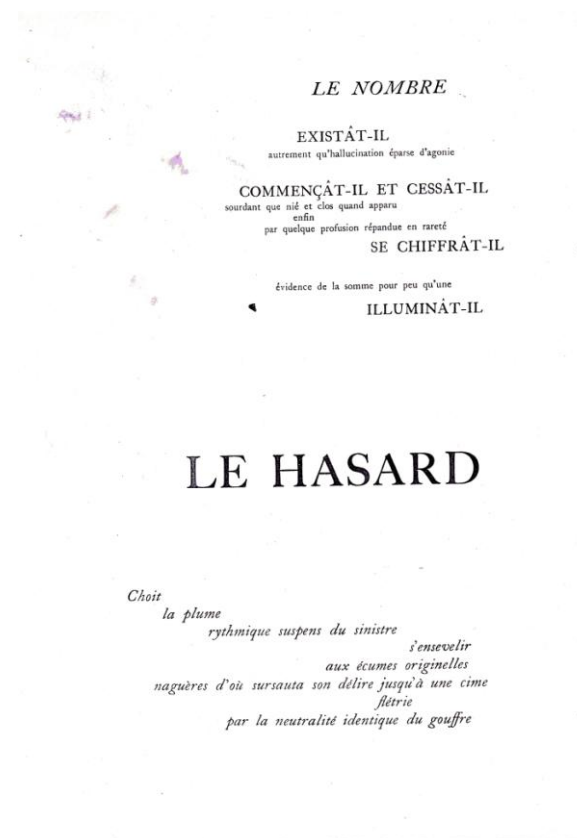 LE NOMBRE
EXISTÂT-IL
autrement qu'hallucination éparse d'agonie
COMMENÇÂT-IL ET CESSÂT-IL
sourdant que nié et clos quand apparu
enfin
par quelque profusion répandue en rareté
SE CHIFFRÂT-IL
évidence de la somme pour peu qu'une
ILLUMINÂT-IL
LE HASARD
Choit
la plume
rythmique suspens du sinistre
s'ensevelir
aux écumes originelles
naguères d'où sursauta son délire jusqu'à une cime
flétrie
par la neutralité identique du gouffre